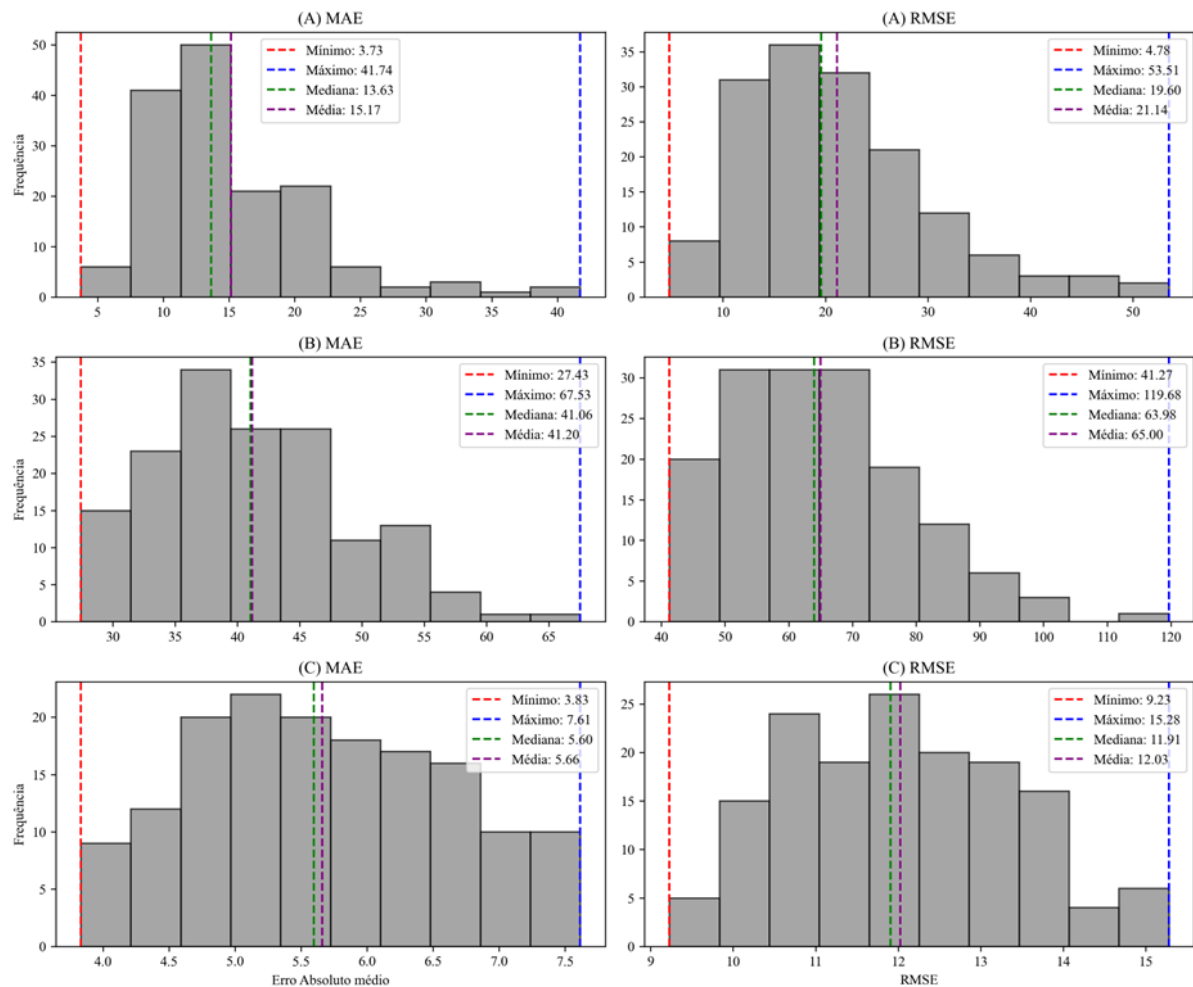 (A) MAE
Frequência
50
40
30
20
10
0
5
10
15
20
25
30
35
40
Mínimo: 3.73
Máximo: 41.74
Mediana: 13.63
Média: 15.17
(A) RMSE
35
30
25
20
15
10
5
0
10
20
30
40
50
Mínimo: 4.78
Máximo: 53.51
Mediana: 19.60
Média: 21.14
(B) MAE
Frequência
35
30
25
20
15
10
5
0
30
35
40
45
50
55
60
65
Mínimo: 27.43
Máximo: 67.53
Mediana: 41.06
Média: 41.20
(B) RMSE
30
25
20
15
10
5
0
40
50
60
70
80
90
100
110
120
Mínimo: 41.27
Máximo: 119.68
Mediana: 63.98
Média: 65.00
(C) MAE
Frequência
20
15
10
5
0
4.0
4.5
5.0
5.5
6.0
6.5
7.0
7.5
Erro Absoluto médio
Mínimo: 3.83
Máximo: 7.61
Mediana: 5.60
Média: 5.66
(C) RMSE
25
20
15
10
5
0
9
10
11
12
13
14
15
RMSE
Mínimo: 9.23
Máximo: 15.28
Mediana: 11.91
Média: 12.03